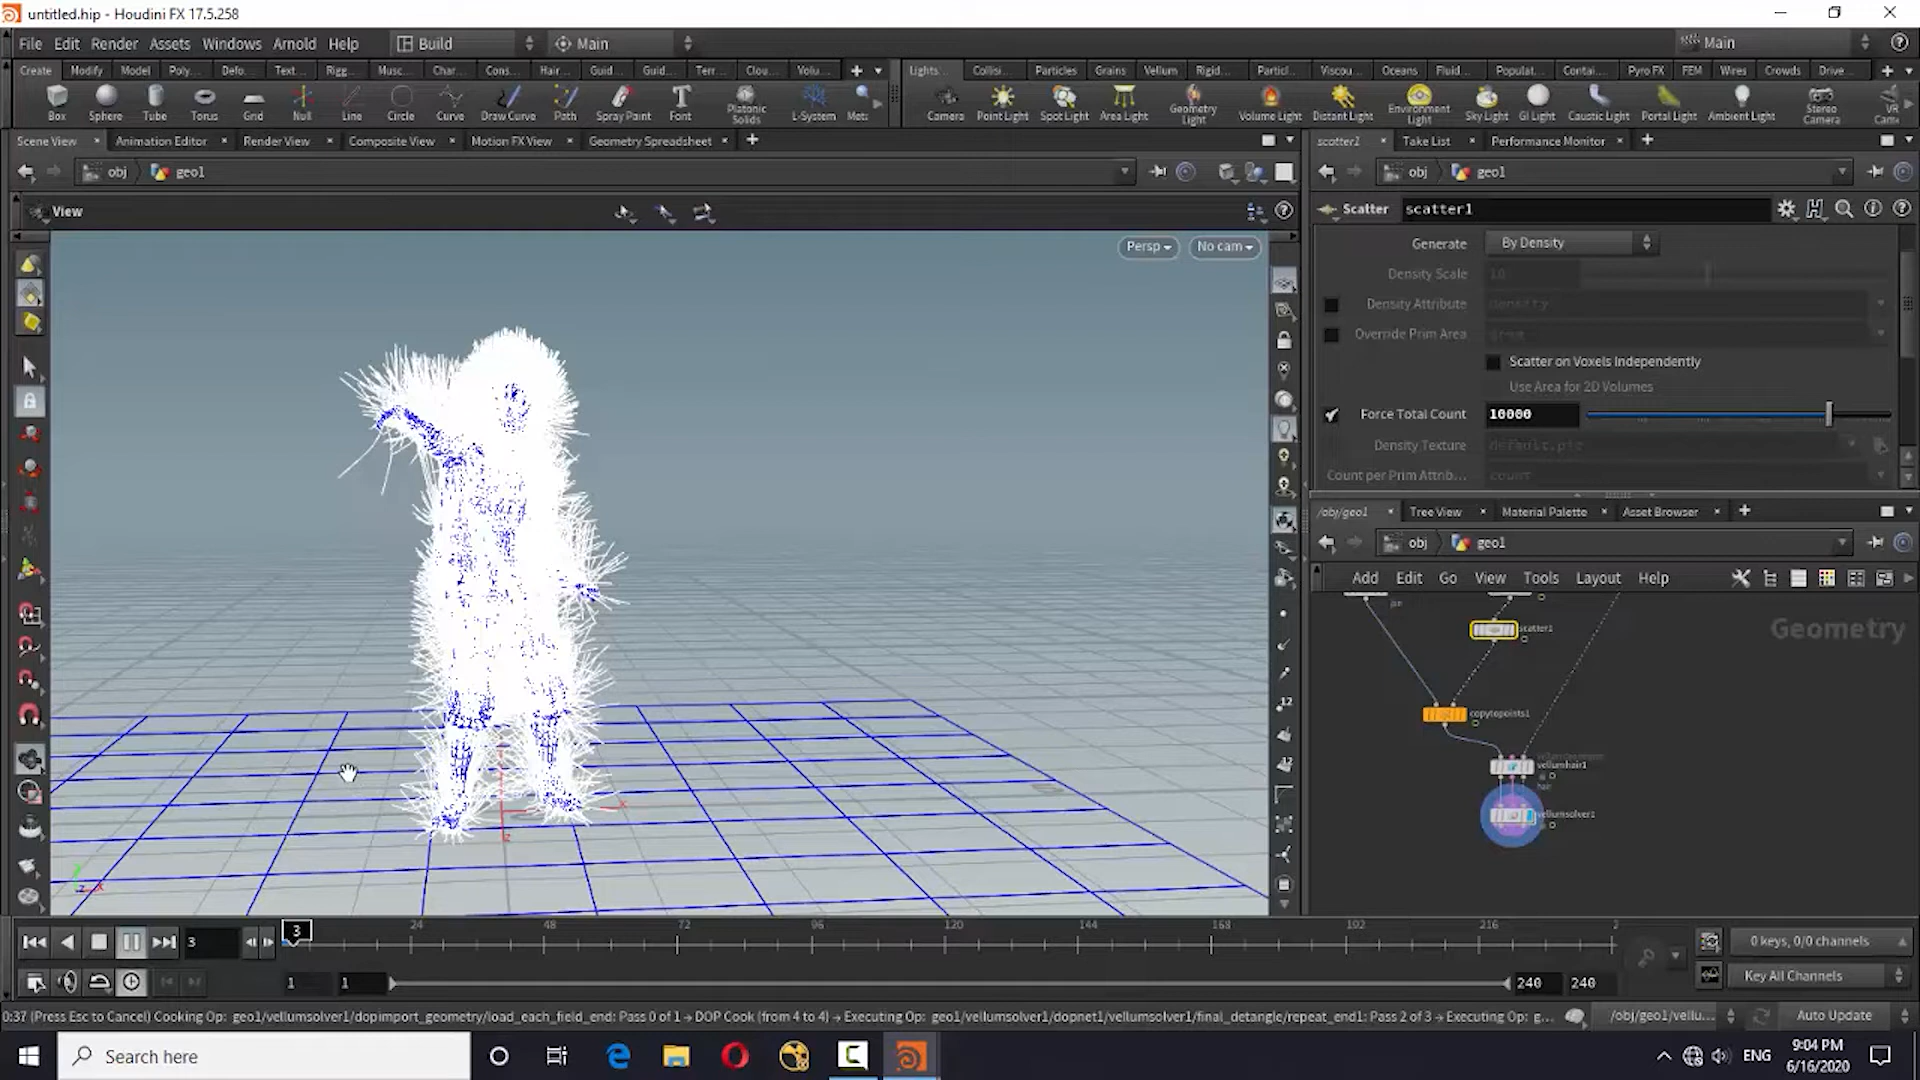 untitled.hip - Houdini FX 17.5.258
File Edit Render Assets Windows Arnold Help Build Main Main
Create Modify Model Poly... Defo... Text... Rigg... Musc... Char... Cons... Hair... Guid... Guid... Terr... Clou... Volu...
Lights... Collisi... Particles Grains Vellum Rigid... Particl... Viscou... Oceans Fluid... Populat... Contai... Pyro FX FEM Wires Crowds Drive...
Box Sphere Tube Torus Grid Null Line Circle Curve Draw Curve Path Spray Paint Font Platonic Solids L-System
Camera Point Light Spot Light Area Light Geometry Light Volume Light Distant Light Environment Light Sky Light GI Light Caustic Light Portal Light Ambient Light Stereo Camera
Scene View Animation Editor Render View Composite View Motion FX View Geometry Spreadsheet
scatter1 Take List Performance Monitor
obj geo1
obj geo1
View
Scatter scatter1
Persp No cam
Generate By Density
Density Scale 10
Density Attribute density
Override Prim Area area
Scatter on Voxels Independently
Use Area for 2D Volumes
Force Total Count 10000
Density Texture default.pic
Count per Prim Attrib... count
/obj/geo1 Tree View Material Palette Asset Browser
obj geo1
Add Edit Go View Tools Layout Help
Geometry
scatter1
copytopoints1
vellumhair1
hair
vellumsolver1
3 3 24 48 72 96 120 144 168 192 216 2
0 keys, 0/0 channels
1 1 240 240
Key All Channels
0:37 (Press Esc to Cancel) Cooking Op: geo1/vellumsolver1/dopimport_geometry/load_each_field_end: Pass 0 of 1 → DOP Cook (from 4 to 4) → Executing Op: geo1/vellumsolver1/dopnet1/vellumsolver1/final_detangle/repeat_end1: Pass 2 of 3 → Executing Op: g...
/obj/geo1/vellu... Auto Update
Search here
ENG
9:04 PM
6/16/2020